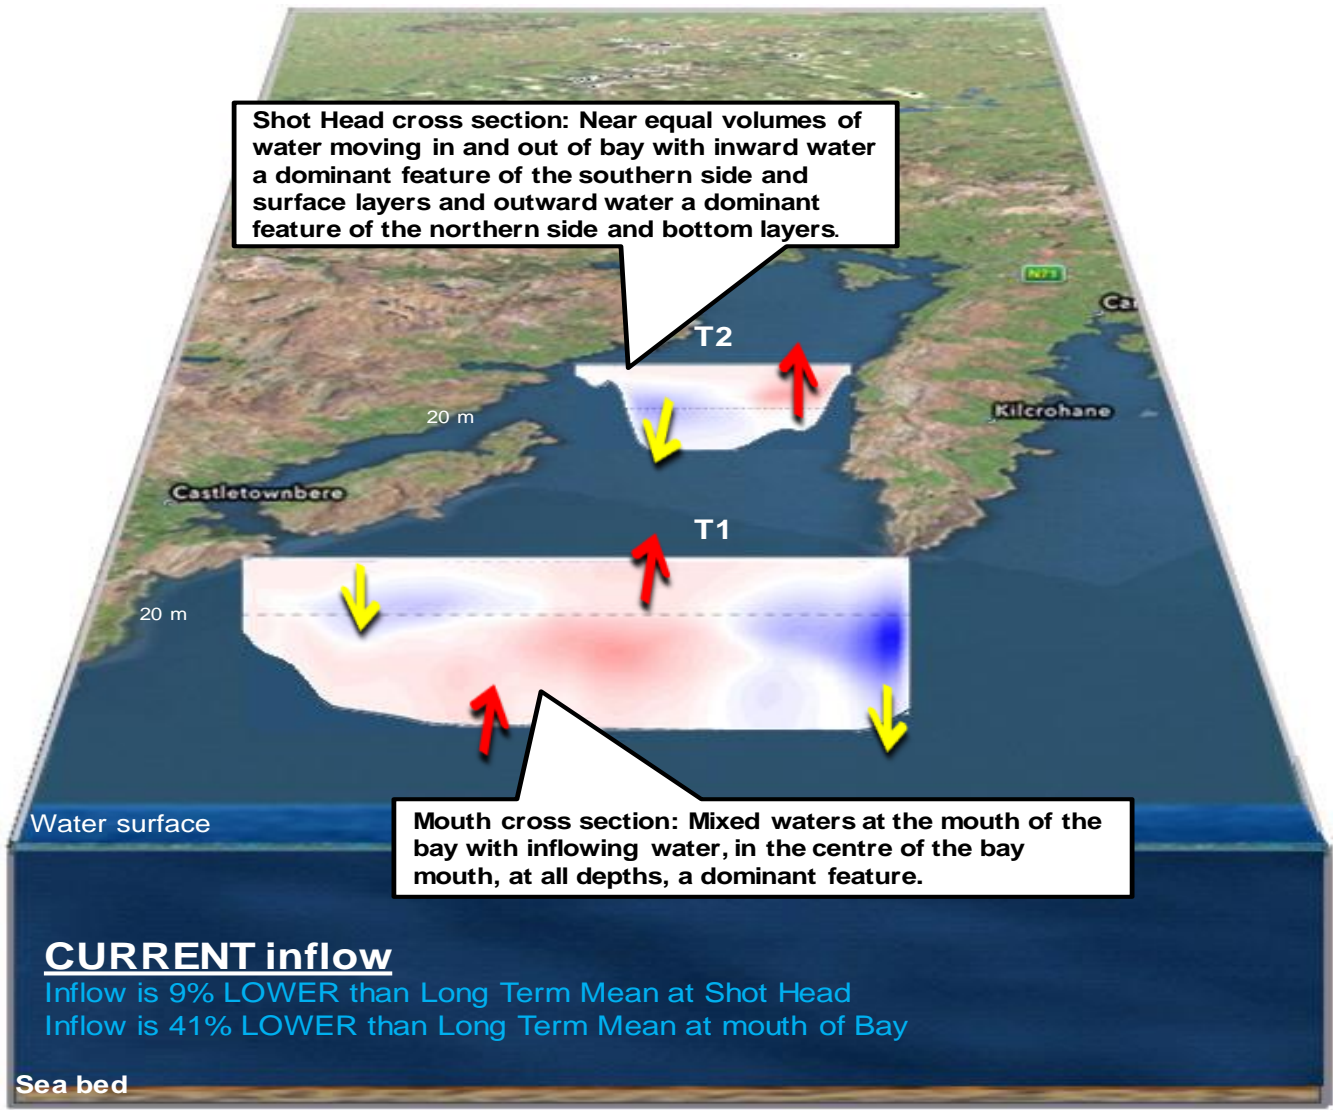 Shot Head cross section: Near equal volumes of
water moving in and out of bay with inward water
a dominant feature of the southern side and
surface layers and outward water a dominant
feature of the northern side and bottom layers.
N71
Ca
T2
20 m
Kilcrohane
Castletownbere
T1
20 m
Water surface
Mouth cross section: Mixed waters at the mouth of the
bay with inflowing water, in the centre of the bay
mouth, at all depths, a dominant feature.
CURRENT inflow
Inflow is 9% LOWER than Long Term Mean at Shot Head
Inflow is 41% LOWER than Long Term Mean at mouth of Bay
Sea bed